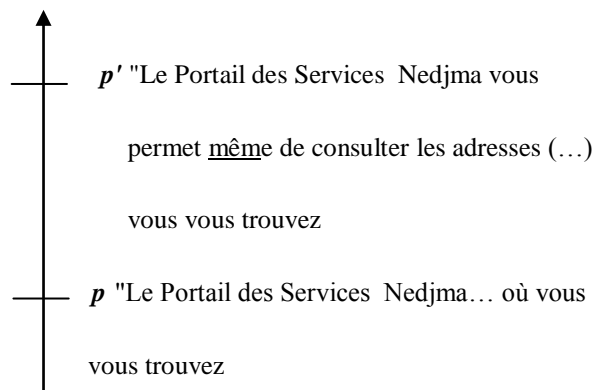 p' "Le Portail des Services Nedjma vous
permet même de consulter les adresses (…)
vous vous trouvez
p "Le Portail des Services Nedjma… où vous
vous trouvez